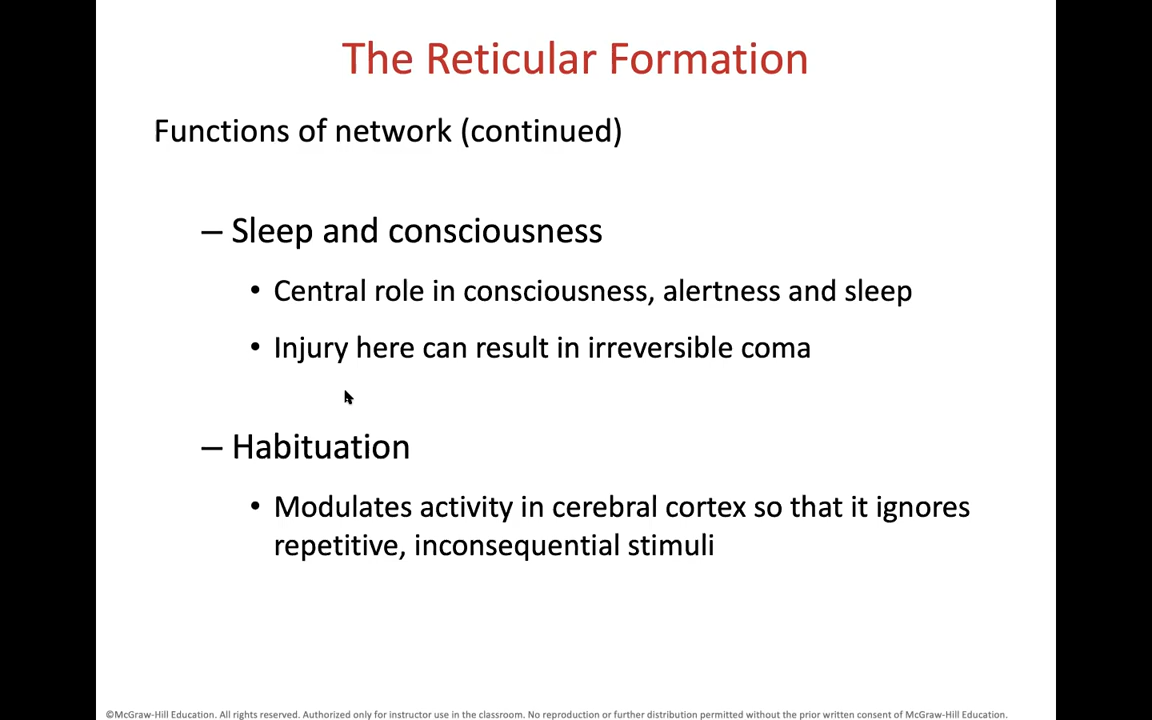 The Reticular Formation
Functions of network (continued)
– Sleep and consciousness
• Central role in consciousness, alertness and sleep
• Injury here can result in irreversible coma
– Habituation
• Modulates activity in cerebral cortex so that it ignores
repetitive, inconsequential stimuli
©McGraw-Hill Education. All rights reserved. Authorized only for instructor use in the classroom. No reproduction or further distribution permitted without the prior written consent of McGraw-Hill Education.